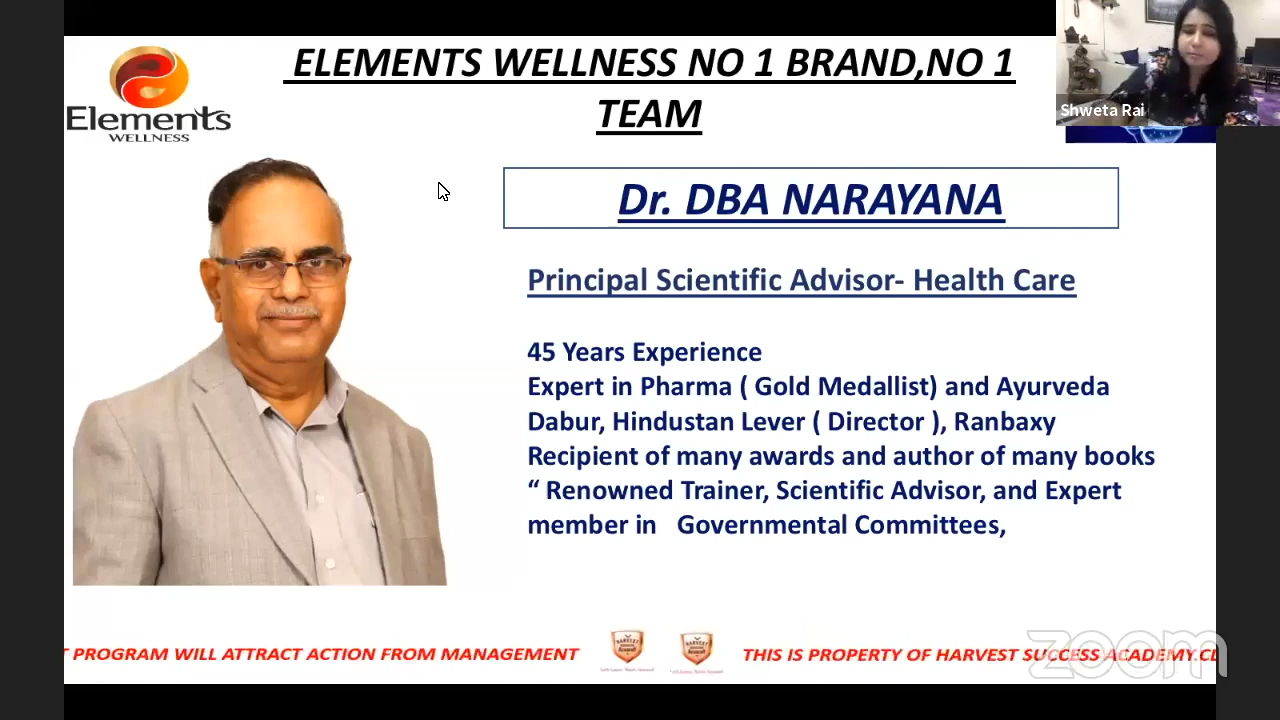 Elements
WELLNESS
ELEMENTS WELLNESS NO 1 BRAND,NO 1
TEAM
Shweta Rai
Dr. DBA NARAYANA
Principal Scientific Advisor- Health Care
45 Years Experience
Expert in Pharma ( Gold Medallist) and Ayurveda
Dabur, Hindustan Lever ( Director ), Ranbaxy
Recipient of many awards and author of many books
“ Renowned Trainer, Scientific Advisor, and Expert
member in Governmental Committees,
PROGRAM WILL ATTRACT ACTION FROM MANAGEMENT
THIS IS PROPERTY OF HARVEST SUCCESS ACADEMY.
zoom